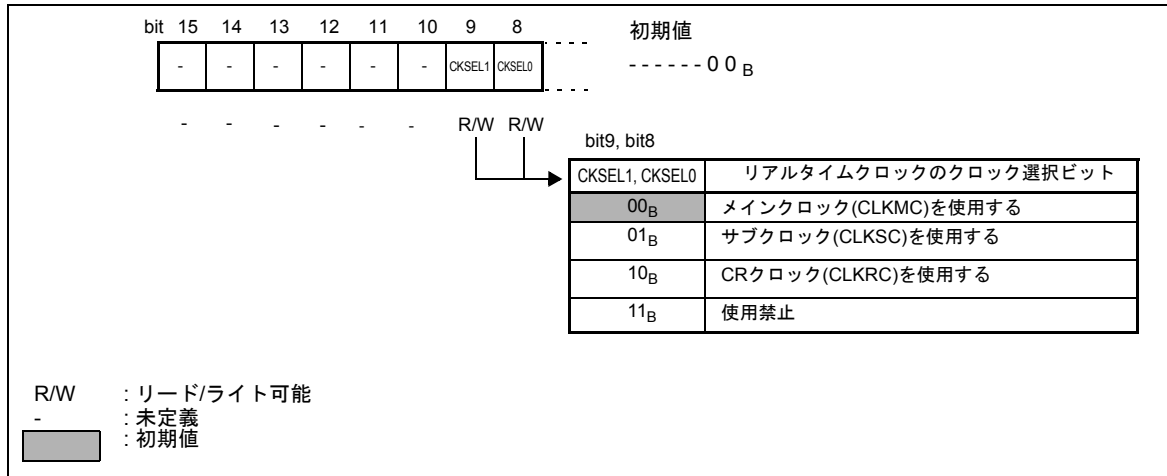 bit 15 14 13 12 11 10 9 8 初期値
- - - - - - CKSEL1 CKSEL0 - - - - - - 0 0 B
- - - - - - R/W R/W
bit9, bit8
CKSEL1, CKSEL0 リアルタイムクロックのクロック選択ビット
00B メインクロック(CLKMC)を使用する
01B サブクロック(CLKSC)を使用する
10B CRクロック(CLKRC)を使用する
11B 使用禁止
R/W : リード/ライト可能
- : 未定義
: 初期値